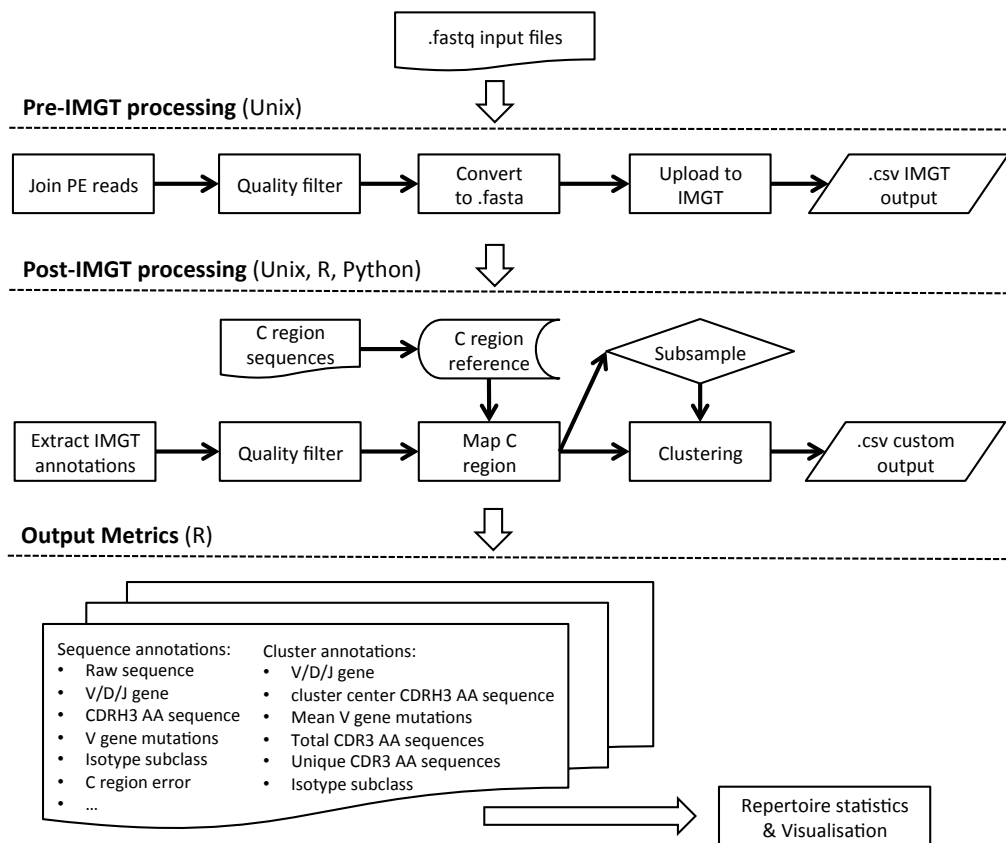 .fastq input files
Pre-IMGT processing (Unix)
Join PE reads
Quality filter
Convert
to .fasta
Upload to
IMGT
.csv IMGT
output
Post-IMGT processing (Unix, R, Python)
C region
sequences
C region
reference
Subsample
Extract IMGT
annotations
Quality filter
Map C
region
Clustering
.csv custom
output
Output Metrics (R)
Sequence annotations:
• Raw sequence
• V/D/J gene
• CDRH3 AA sequence
• V gene mutations
• Isotype subclass
• C region error
• ...
Cluster annotations:
• V/D/J gene
• cluster center CDRH3 AA sequence
• Mean V gene mutations
• Total CDR3 AA sequences
• Unique CDR3 AA sequences
• Isotype subclass
Repertoire statistics
& Visualisation